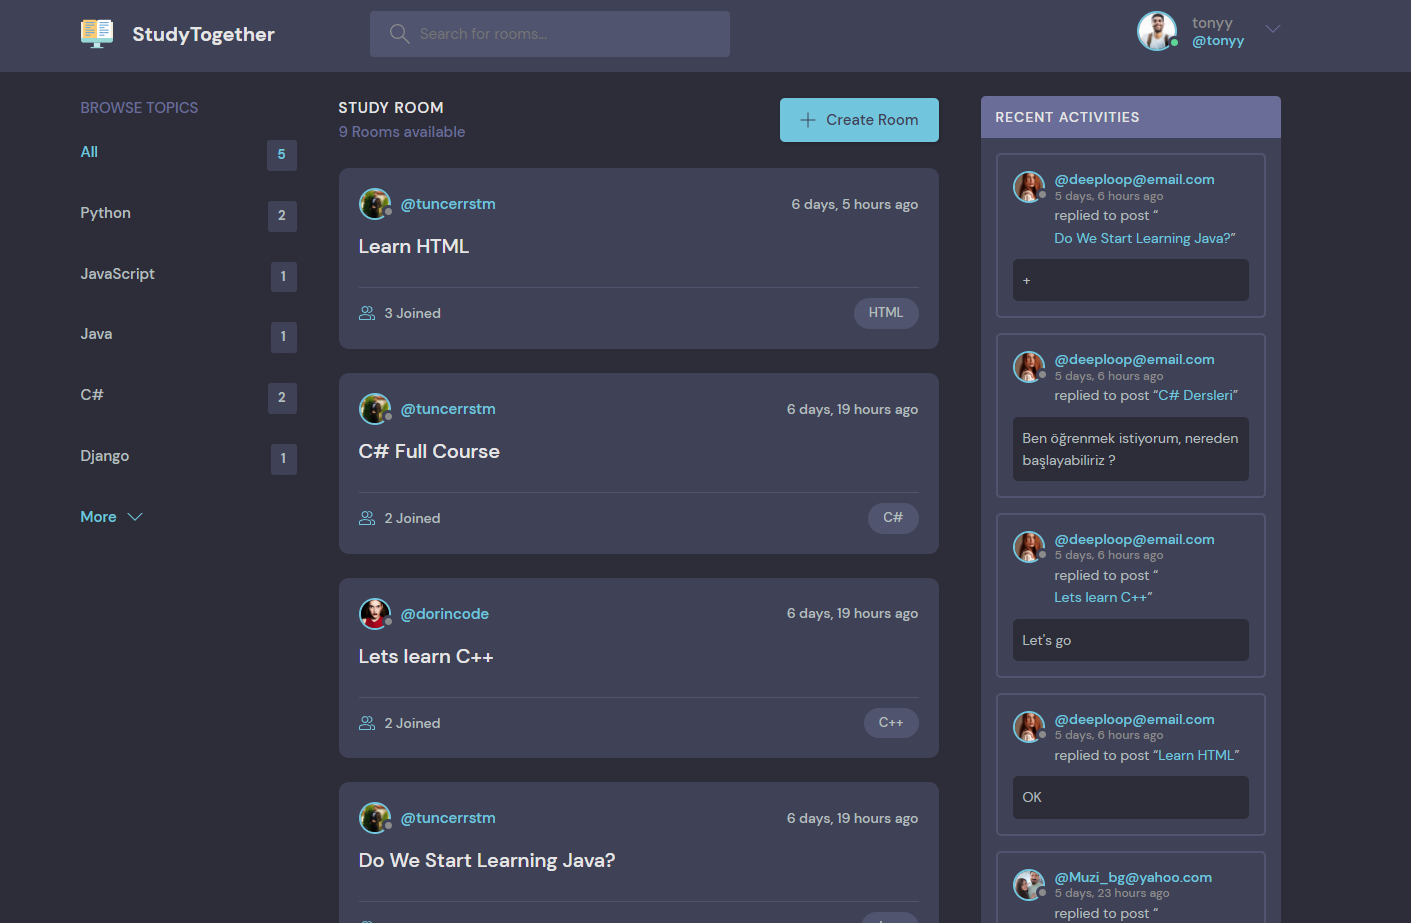 StudyTogether
Search for rooms...
tonyy
@tonyy
BROWSE TOPICS
All 5
Python 2
JavaScript 1
Java 1
C# 2
Django 1
More
STUDY ROOM
9 Rooms available
Create Room
@tuncerrstm 6 days, 5 hours ago
Learn HTML
3 Joined HTML
@tuncerrstm 6 days, 19 hours ago
C# Full Course
2 Joined C#
@dorincode 6 days, 19 hours ago
Lets learn C++
2 Joined C++
@tuncerrstm 6 days, 19 hours ago
Do We Start Learning Java?
RECENT ACTIVITIES
@deeploop@email.com
5 days, 6 hours ago
replied to post “
Do We Start Learning Java?”
+
@deeploop@email.com
5 days, 6 hours ago
replied to post “C# Dersleri”
Ben öğrenmek istiyorum, nereden
başlayabiliriz ?
@deeploop@email.com
5 days, 6 hours ago
replied to post “
Lets learn C++”
Let's go
@deeploop@email.com
5 days, 6 hours ago
replied to post “Learn HTML”
OK
@Muzi_bg@yahoo.com
5 days, 23 hours ago
replied to post “